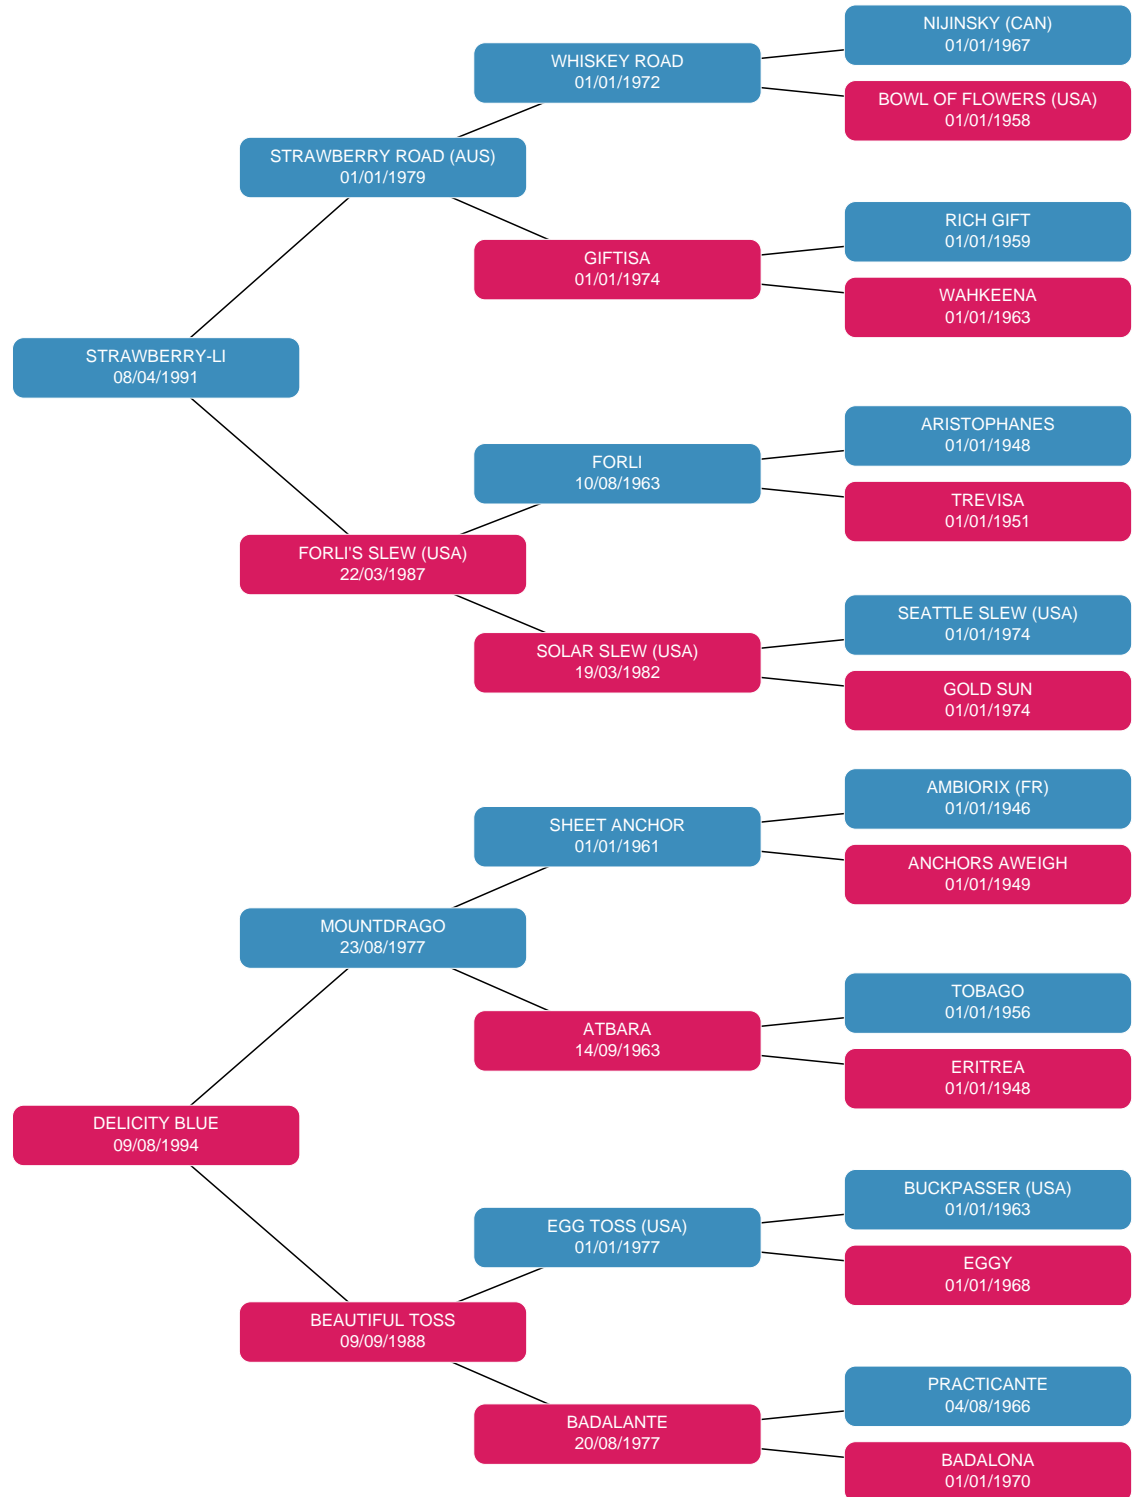 NIJINSKY (CAN)
01/01/1967
WHISKEY ROAD
01/01/1972
BOWL OF FLOWERS (USA)
01/01/1958
STRAWBERRY ROAD (AUS)
01/01/1979
RICH GIFT
01/01/1959
GIFTISA
01/01/1974
WAHKEENA
01/01/1963
STRAWBERRY-LI
08/04/1991
ARISTOPHANES
01/01/1948
FORLI
10/08/1963
TREVISA
01/01/1951
FORLI'S SLEW (USA)
22/03/1987
SEATTLE SLEW (USA)
01/01/1974
SOLAR SLEW (USA)
19/03/1982
GOLD SUN
01/01/1974
AMBIORIX (FR)
01/01/1946
SHEET ANCHOR
01/01/1961
ANCHORS AWEIGH
01/01/1949
MOUNTDRAGO
23/08/1977
TOBAGO
01/01/1956
ATBARA
14/09/1963
ERITREA
01/01/1948
DELICITY BLUE
09/08/1994
BUCKPASSER (USA)
01/01/1963
EGG TOSS (USA)
01/01/1977
EGGY
01/01/1968
BEAUTIFUL TOSS
09/09/1988
PRACTICANTE
04/08/1966
BADALANTE
20/08/1977
BADALONA
01/01/1970